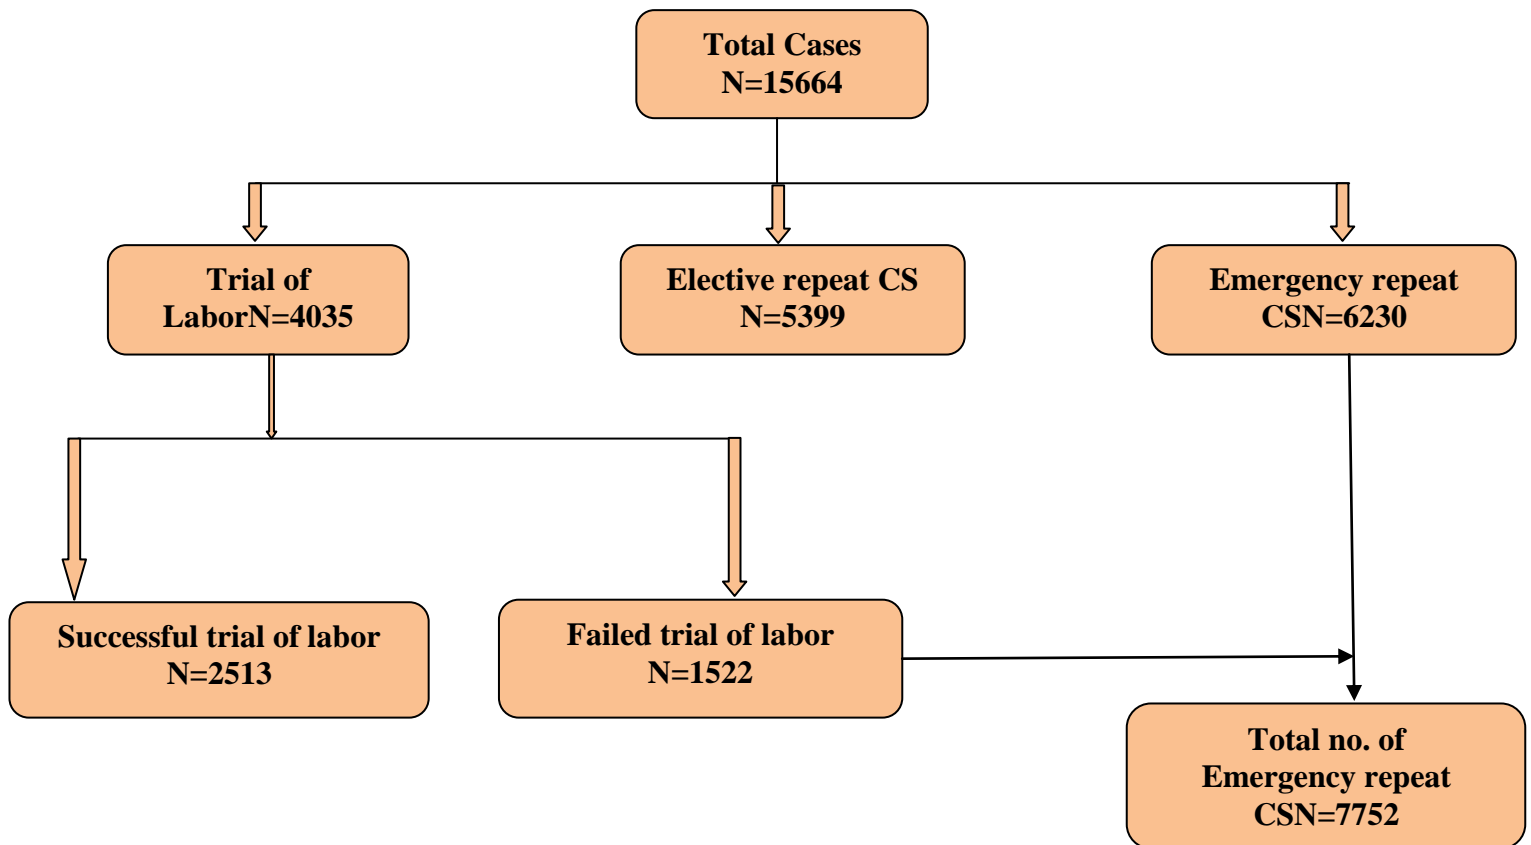 Total Cases
N=15664
Trial of
LaborN=4035
Elective repeat CS
N=5399
Emergency repeat
CSN=6230
Successful trial of labor
N=2513
Failed trial of labor
N=1522
Total no. of
Emergency repeat
CSN=7752